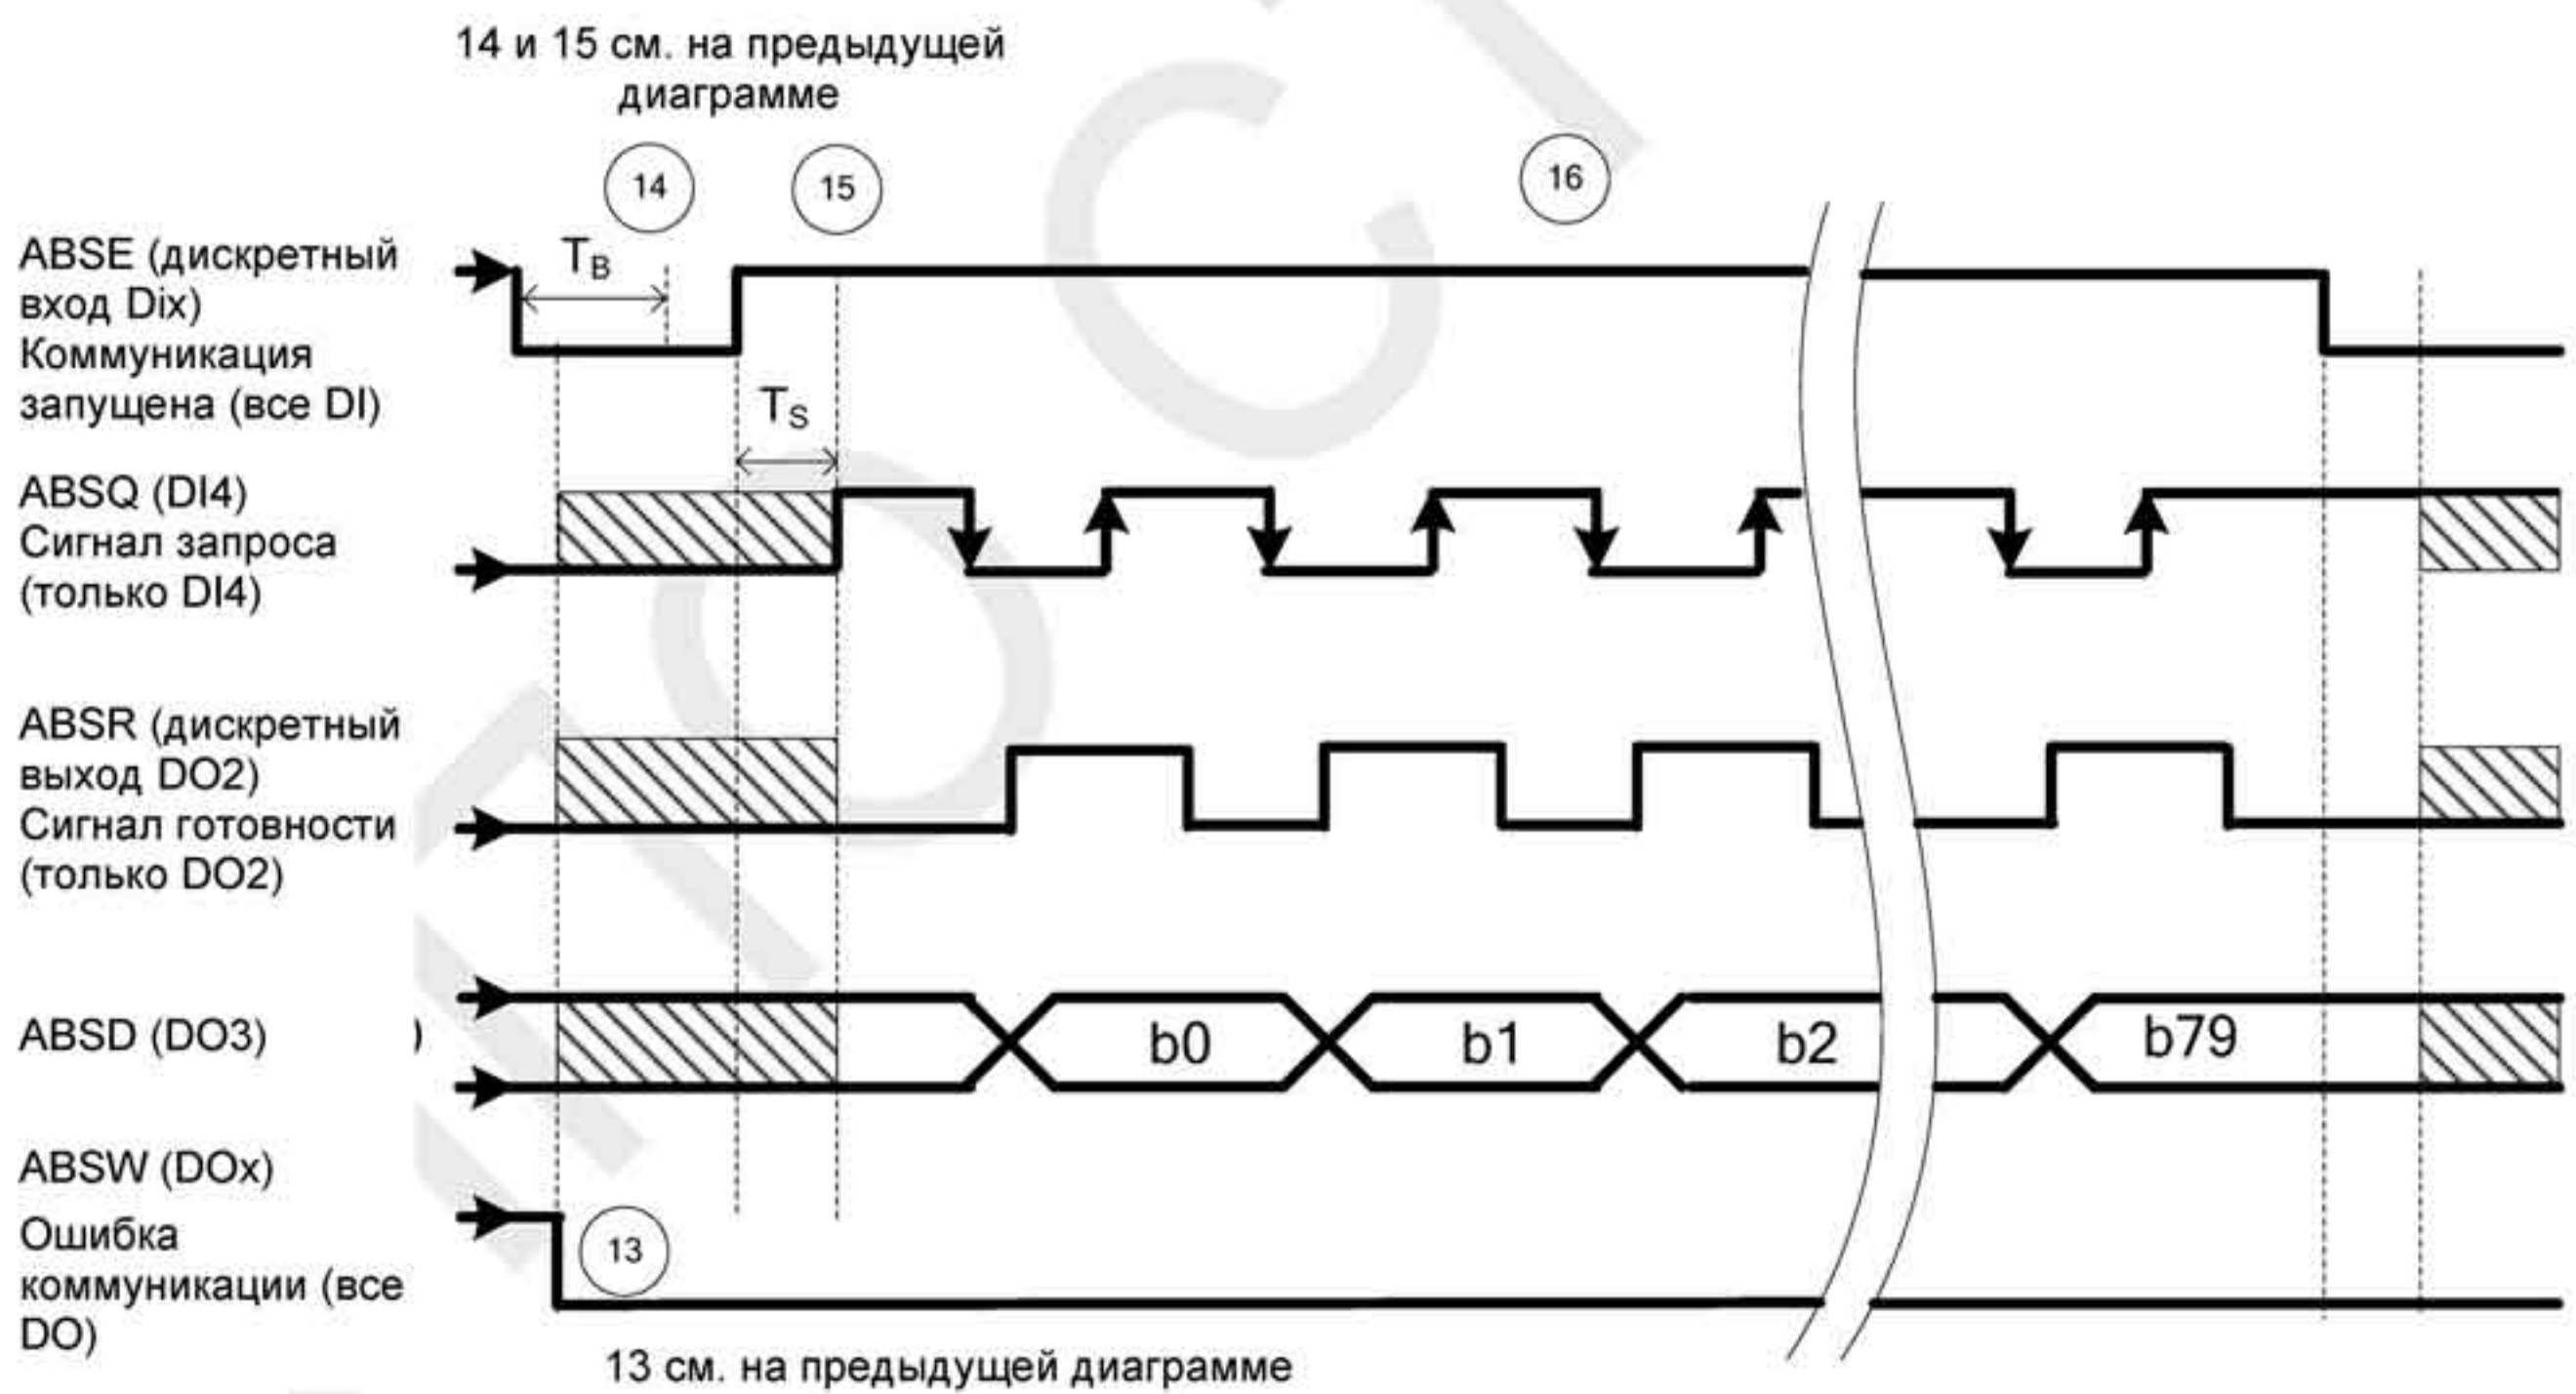 14 и 15 см. на предыдущей
диаграмме
14
15
16
ABSE (дискретный
вход Dix)
Коммуникация
запущена (все DI)
TB
TS
ABSQ (DI4)
Сигнал запроса
(только DI4)
ABSR (дискретный
выход DO2)
Сигнал готовности
(только DO2)
ABSD (DO3)
)
b0
b1
b2
b79
ABSW (DOx)
Ошибка
коммуникации (все
DO)
13
13 см. на предыдущей диаграмме